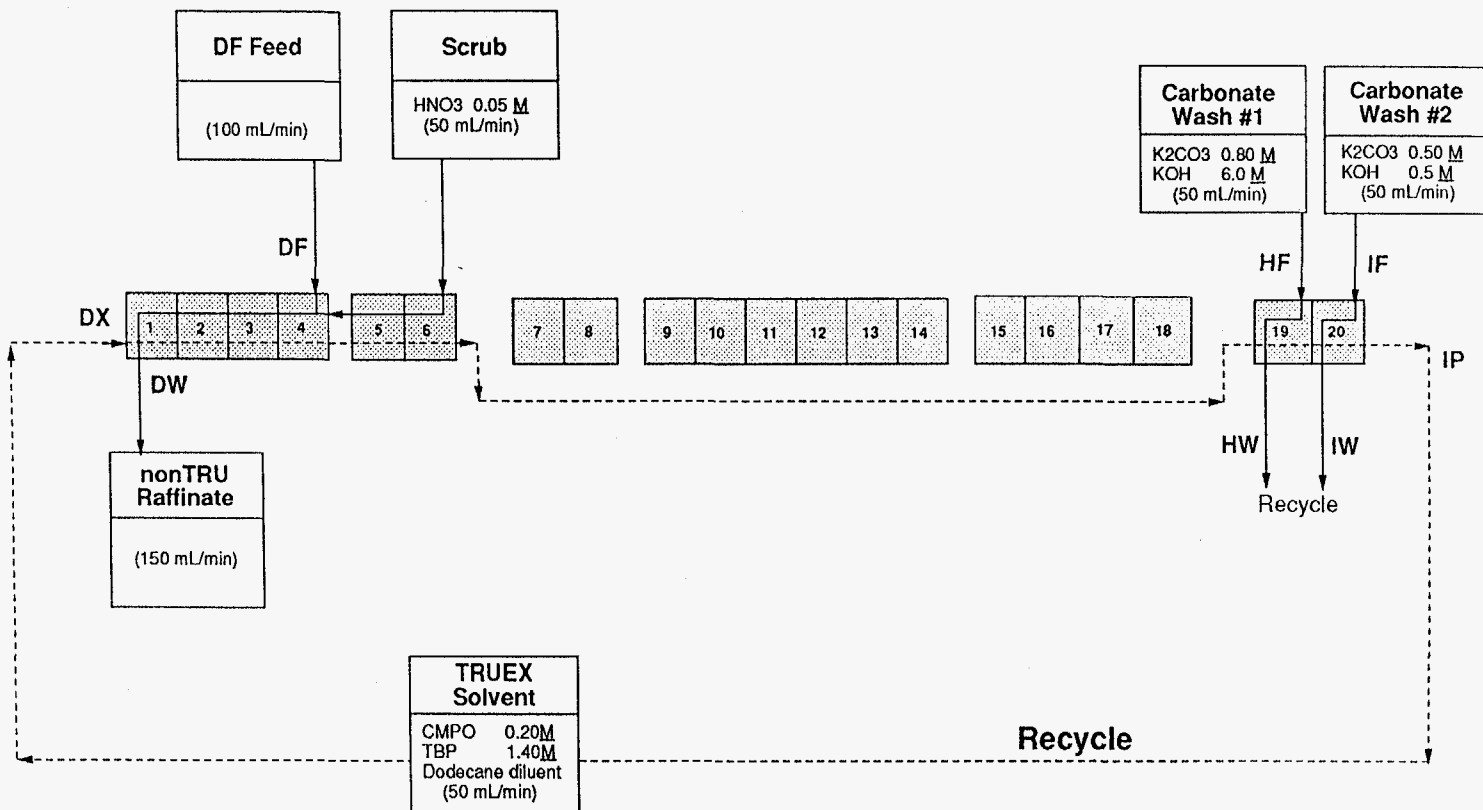 DF Feed
(100 mL/min)
Scrub
HNO3 0.05 M
(50 mL/min)
Carbonate
Wash #1
K2CO3 0.80 M
KOH 6.0 M
(50 mL/min)
Carbonate
Wash #2
K2CO3 0.50 M
KOH 0.5 M
(50 mL/min)
DF
HF
IF
DX
1 2 3 4 5 6 7 8 9 10 11 12 13 14 15 16 17 18 19 20
IP
DW
HW
IW
Recycle
nonTRU
Raffinate
(150 mL/min)
TRUEX
Solvent
CMPO 0.20M
TBP 1.40M
Dodecane diluent
(50 mL/min)
Recycle